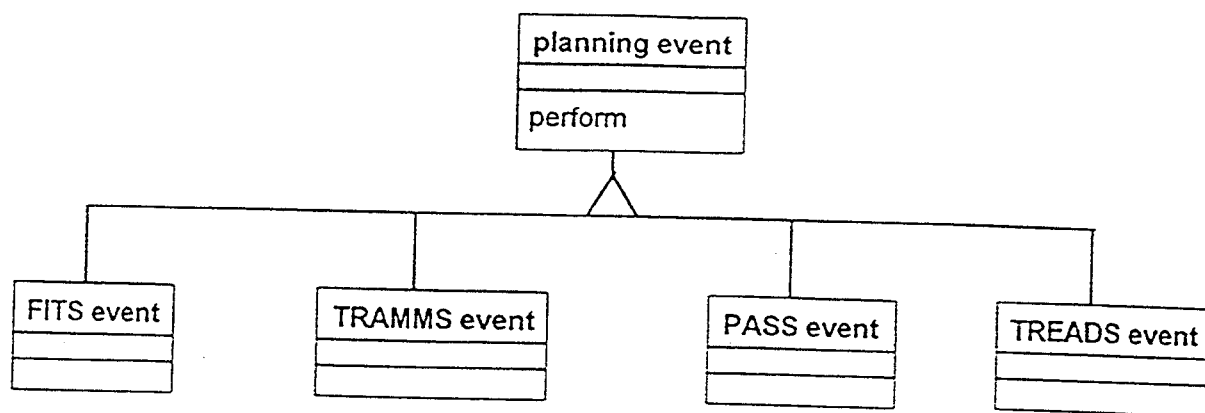 planning event
perform
FITS event
TRAMMS event
PASS event
TREADS event